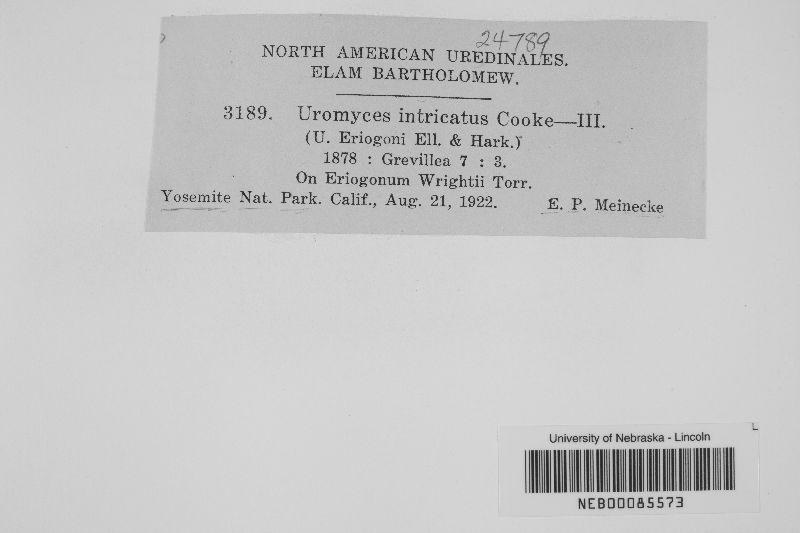 24789
NORTH AMERICAN UREDINALES.
ELAM BARTHOLOMEW.
3189. Uromyces intricatus Cooke—III.
(U. Eriogoni Ell. & Hark.)
1878 : Grevillea 7 : 3.
On Eriogonum Wrightii Torr.
Yosemite Nat. Park. Calif., Aug. 21, 1922. E. P. Meinecke
University of Nebraska - Lincoln
NEB00085573